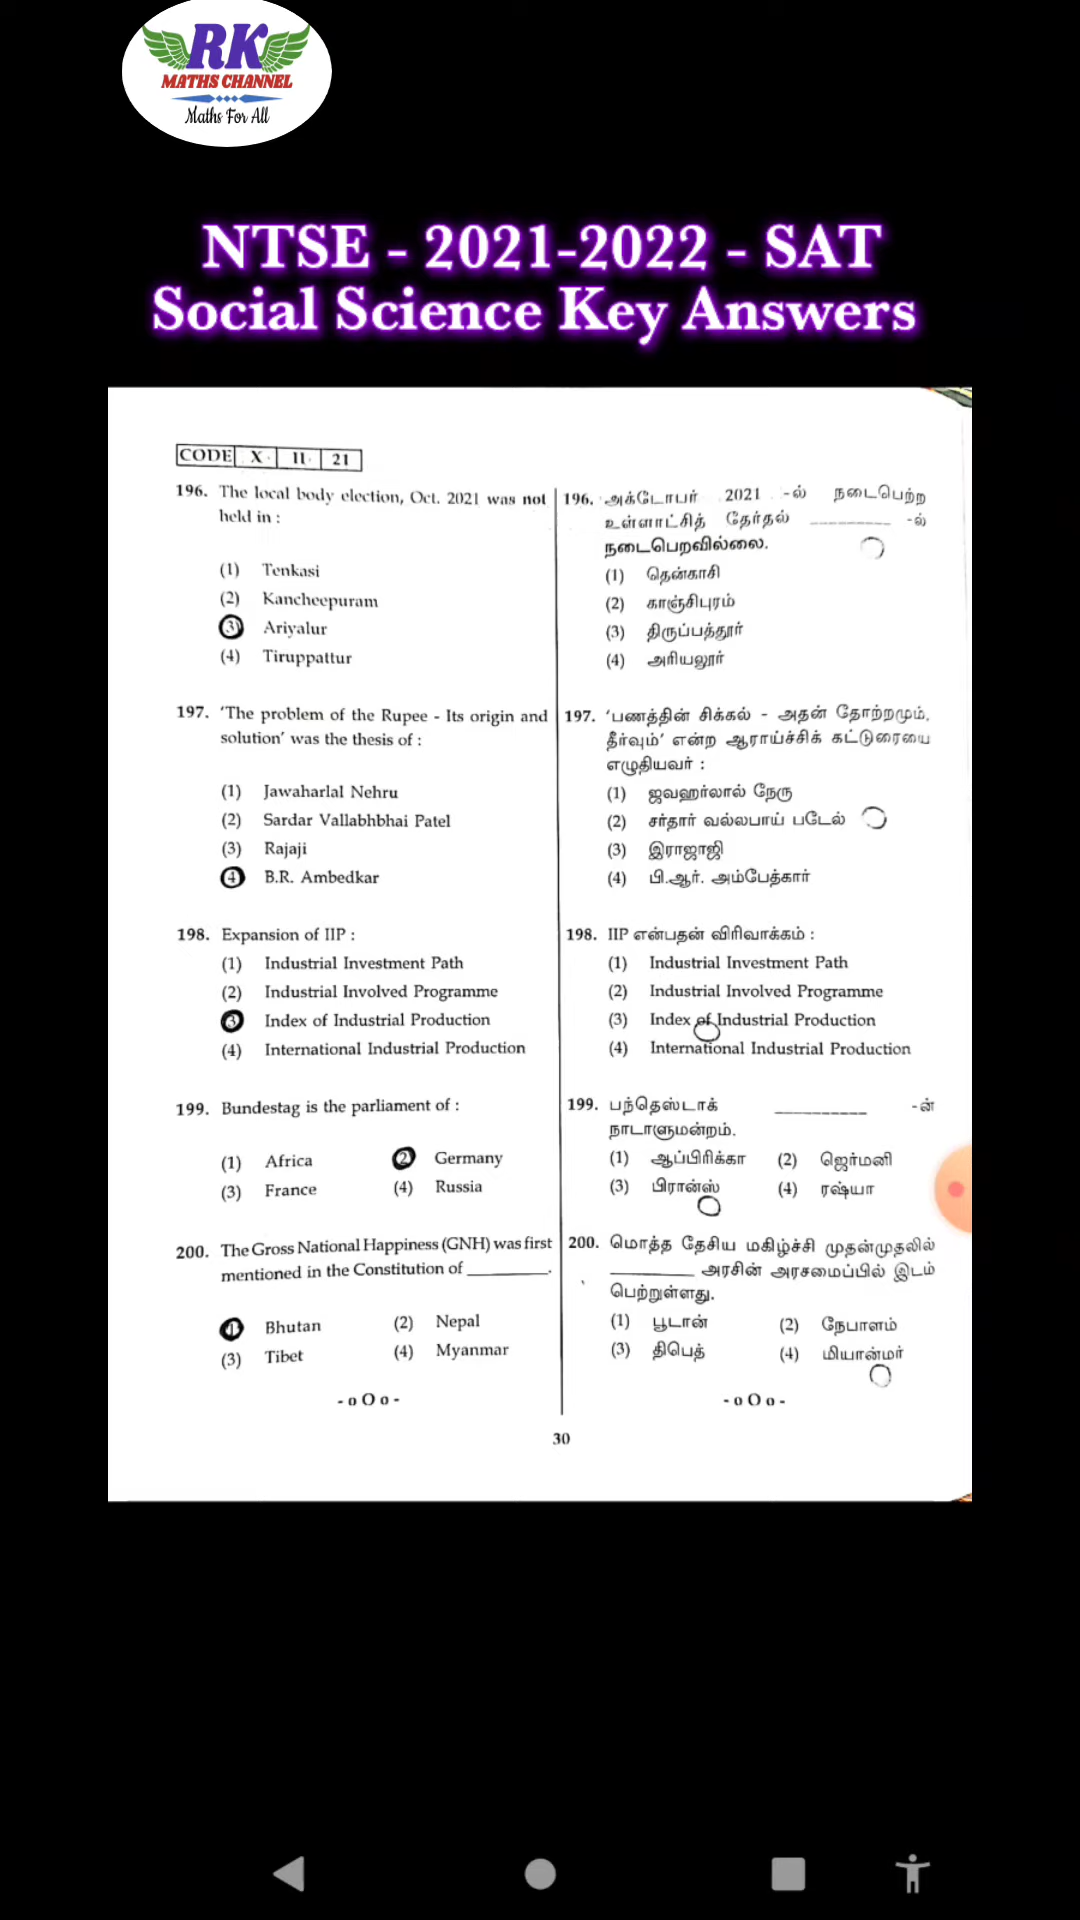 RK
MATHS CHANNEL
Maths For All
NTSE - 2021-2022 - SAT
Social Science Key Answers
CODE X II 21
196. The local body election, Oct. 2021 was not
held in :
(1) Tenkasi
(2) Kancheepuram
(3) Ariyalur
(4) Tiruppattur
197. 'The problem of the Rupee - Its origin and
solution' was the thesis of :
(1) Jawaharlal Nehru
(2) Sardar Vallabhbhai Patel
(3) Rajaji
(4) B.R. Ambedkar
198. Expansion of IIP :
(1) Industrial Investment Path
(2) Industrial Involved Programme
(3) Index of Industrial Production
(4) International Industrial Production
199. Bundestag is the parliament of :
(1) Africa (2) Germany
(3) France (4) Russia
200. The Gross National Happiness (GNH) was first
mentioned in the Constitution of ________.
(1) Bhutan (2) Nepal
(3) Tibet (4) Myanmar
- o O o -
196. அக்டோபர் 2021 -ல் நடைபெற்ற
உள்ளாட்சித் தேர்தல் ________ -ல்
நடைபெறவில்லை.
(1) தென்காசி
(2) காஞ்சிபுரம்
(3) திருப்பத்தூர்
(4) அரியலூர்
197. 'பணத்தின் சிக்கல் - அதன் தோற்றமும்,
தீர்வும்' என்ற ஆராய்ச்சிக் கட்டுரையை
எழுதியவர் :
(1) ஜவஹர்லால் நேரு
(2) சர்தார் வல்லபாய் படேல்
(3) இராஜாஜி
(4) பி.ஆர். அம்பேத்கார்
198. IIP என்பதன் விரிவாக்கம் :
(1) Industrial Investment Path
(2) Industrial Involved Programme
(3) Index of Industrial Production
(4) International Industrial Production
199. பந்தெஸ்டாக் ________ -ன்
நாடாளுமன்றம்.
(1) ஆப்பிரிக்கா (2) ஜெர்மனி
(3) பிரான்ஸ் (4) ரஷ்யா
200. மொத்த தேசிய மகிழ்ச்சி முதன்முதலில்
________ அரசின் அரசமைப்பில் இடம்
பெற்றுள்ளது.
(1) பூடான் (2) நேபாளம்
(3) திபெத் (4) மியான்மர்
- o O o -
30